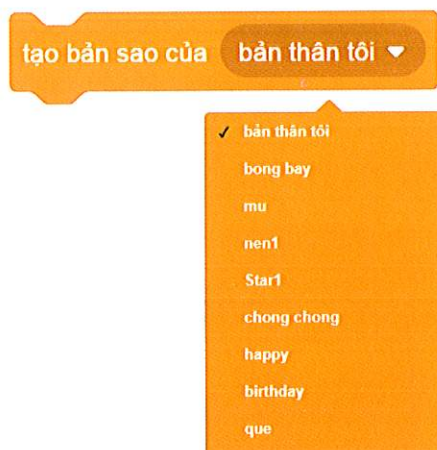 tạo bản sao của bản thân tôi
✓ bản thân tôi
bong bay
mu
nen1
Star1
chong chong
happy
birthday
que